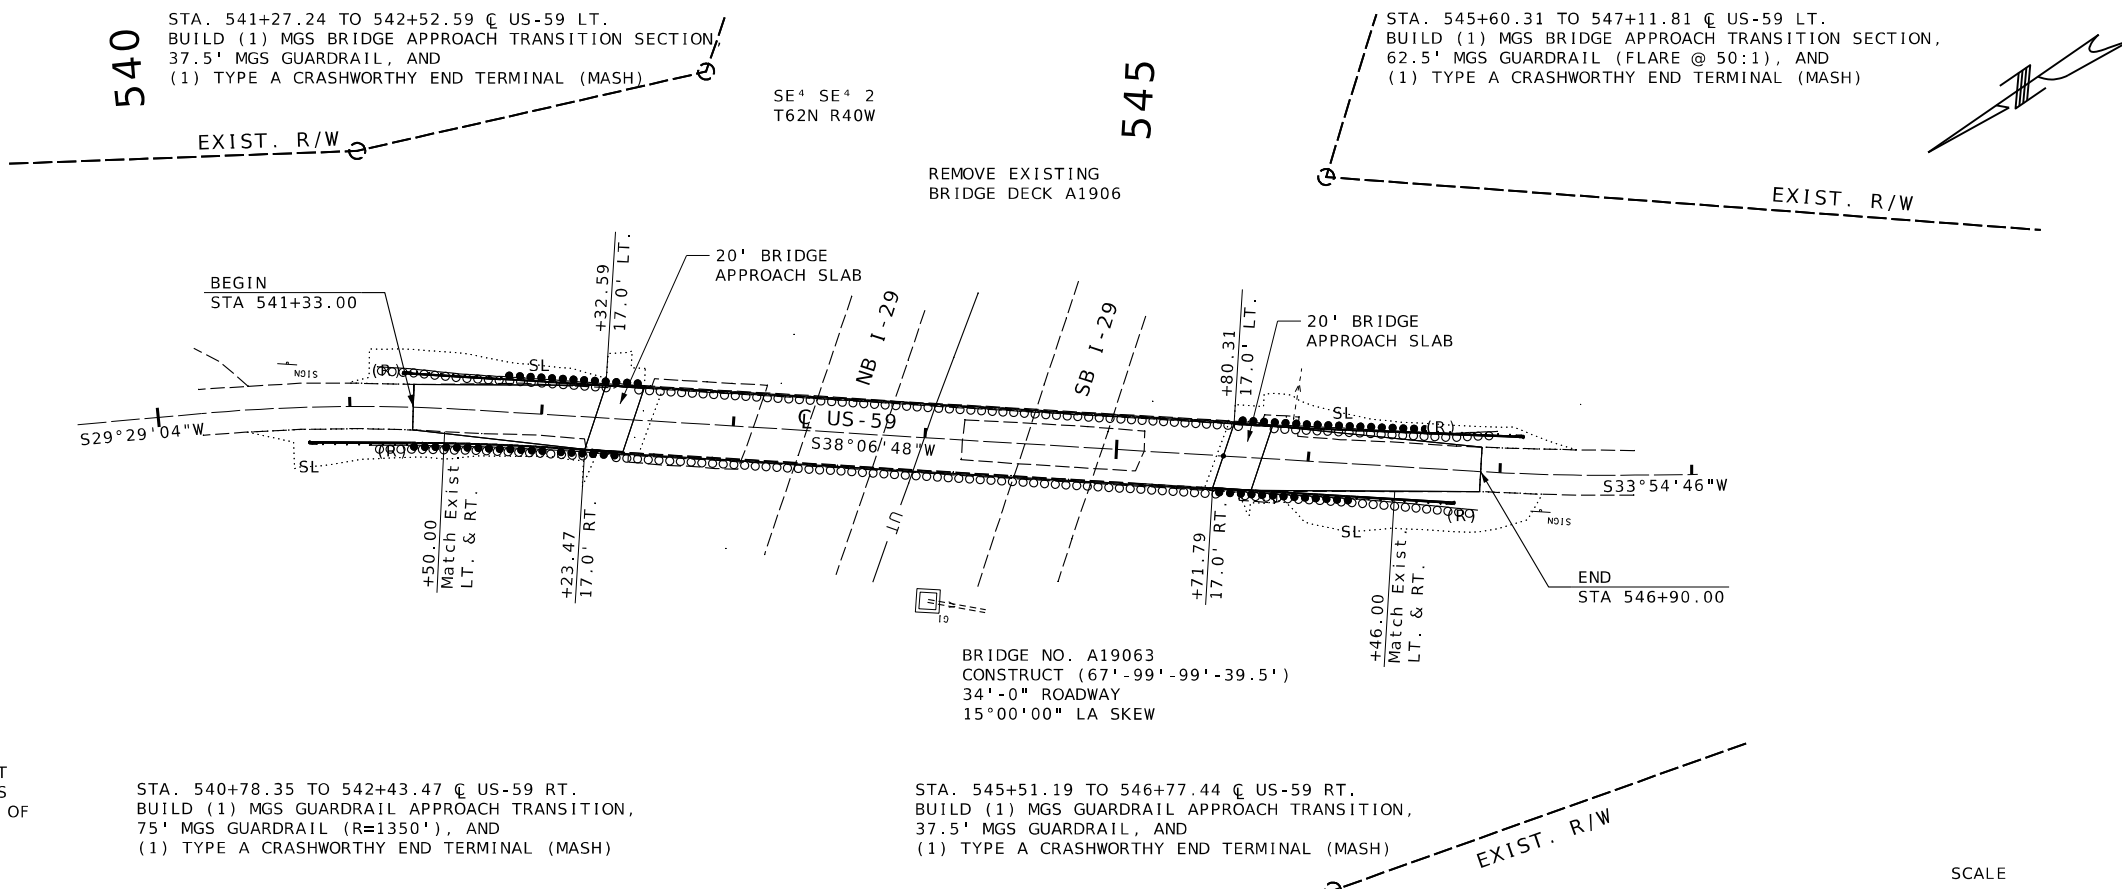 STA. 541+27.24 TO 542+52.59 ℄ US-59 LT.
BUILD (1) MGS BRIDGE APPROACH TRANSITION SECTION,
37.5' MGS GUARDRAIL, AND
(1) TYPE A CRASHWORTHY END TERMINAL (MASH)
540
EXIST. R/W
SE⁴ SE⁴ 2
T62N R40W
545
STA. 545+60.31 TO 547+11.81 ℄ US-59 LT.
BUILD (1) MGS BRIDGE APPROACH TRANSITION SECTION,
62.5' MGS GUARDRAIL (FLARE @ 50:1), AND
(1) TYPE A CRASHWORTHY END TERMINAL (MASH)
REMOVE EXISTING
BRIDGE DECK A1906
EXIST. R/W
BEGIN
STA 541+33.00
+32.59
17.0' LT.
20' BRIDGE
APPROACH SLAB
NB I-29
SB I-29
+80.31
17.0' LT.
20' BRIDGE
APPROACH SLAB
SIGN
(R)
SL
S29°29'04"W
℄ US-59
S38°06'48"W
SL
(R)
S33°54'46"W
SL
(R)
+50.00
Match Exist
LT. & RT.
+23.47
17.0' RT.
UT
G1
+71.79
17.0' RT.
SL
(R)
SIGN
+46.00
Match Exist
LT. & RT.
END
STA 546+90.00
BRIDGE NO. A19063
CONSTRUCT (67'-99'-99'-39.5')
34'-0" ROADWAY
15°00'00" LA SKEW
T
S
OF
STA. 540+78.35 TO 542+43.47 ℄ US-59 RT.
BUILD (1) MGS GUARDRAIL APPROACH TRANSITION,
75' MGS GUARDRAIL (R=1350'), AND
(1) TYPE A CRASHWORTHY END TERMINAL (MASH)
STA. 545+51.19 TO 546+77.44 ℄ US-59 RT.
BUILD (1) MGS GUARDRAIL APPROACH TRANSITION,
37.5' MGS GUARDRAIL, AND
(1) TYPE A CRASHWORTHY END TERMINAL (MASH)
EXIST. R/W
SCALE